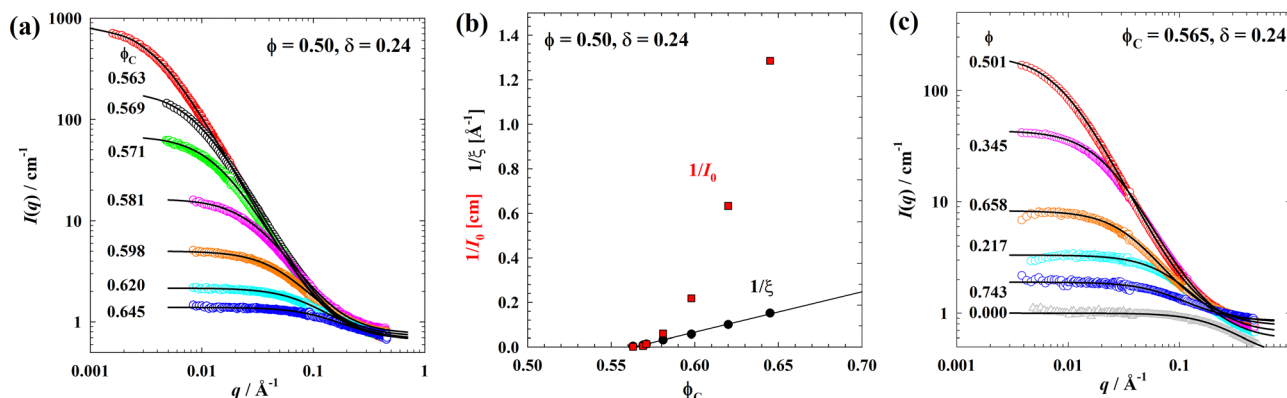 (a)
ϕ = 0.50, δ = 0.24
ϕC
0.563
0.569
0.571
0.581
0.598
0.620
0.645
1000
100
10
1
I(q) / cm-1
0.001
0.01
0.1
1
q / Å-1
(b)
ϕ = 0.50, δ = 0.24
1/I0
1/ξ
1.4
1.2
1.0
0.8
0.6
0.4
0.2
0.0
1/I0 [cm] 1/ξ [Å-1]
0.50
0.55
0.60
0.65
0.70
ϕC
(c)
ϕ
ϕC = 0.565, δ = 0.24
0.501
0.345
0.658
0.217
0.743
0.000
100
10
1
I(q) / cm-1
0.001
0.01
0.1
q / Å-1